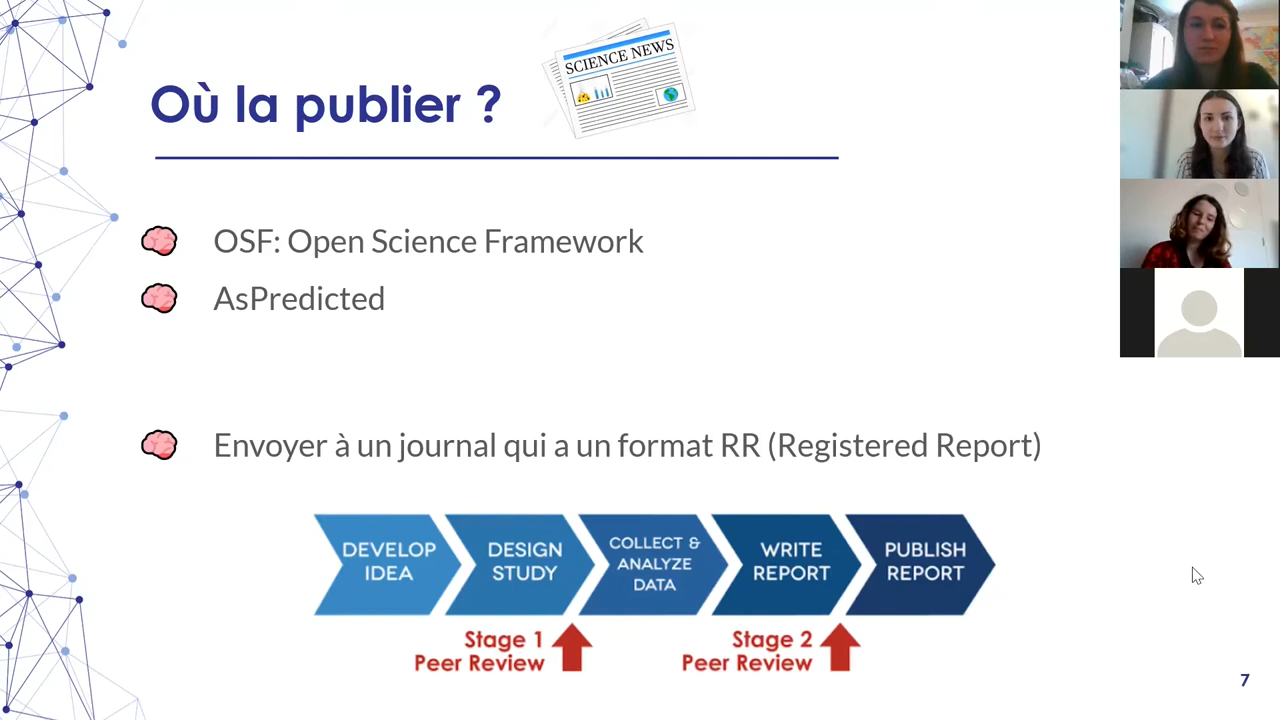 SCIENCE NEWS
Où la publier ?
OSF: Open Science Framework
AsPredicted
Envoyer à un journal qui a un format RR (Registered Report)
DEVELOP
IDEA
DESIGN
STUDY
COLLECT &
ANALYZE
DATA
WRITE
REPORT
PUBLISH
REPORT
Stage 1
Peer Review
Stage 2
Peer Review
7